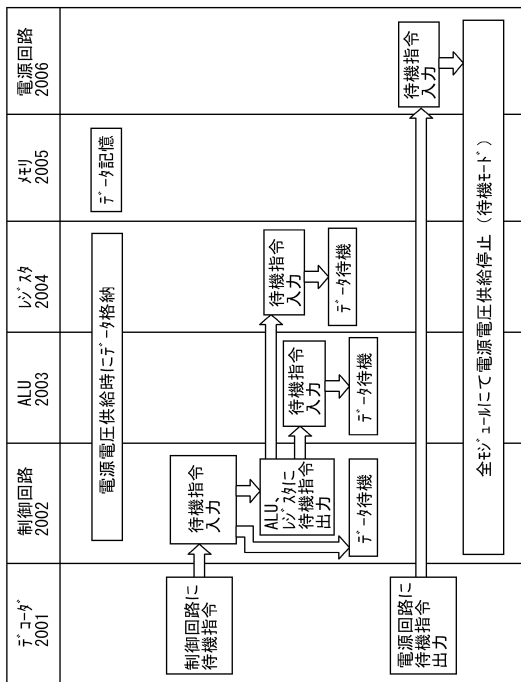 デコーダ
2001
制御回路
2002
ALU
2003
レジスタ
2004
メモリ
2005
電源回路
2006
電源電圧供給時にデータ格納
データ記憶
制御回路に
待機指令
待機指令
入力
ALU、
レジスタに
待機指令
出力
待機指令
入力
待機指令
入力
データ待機
データ待機
データ待機
電源回路に
待機指令
出力
待機指令
入力
全モジュールにて電源電圧供給停止（待機モード）